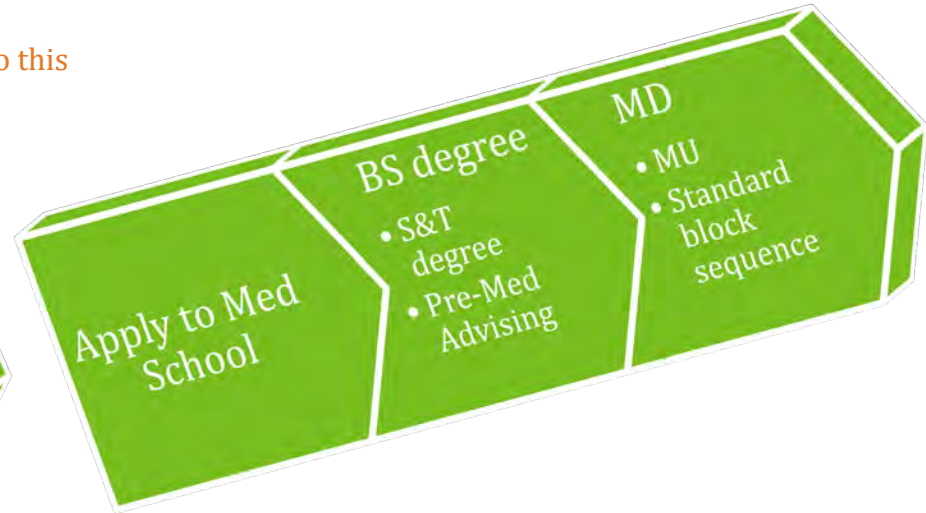 o this
Apply to Med
School
BS degree
• S&T
degree
• Pre-Med
Advising
MD
• MU
• Standard
block
sequence